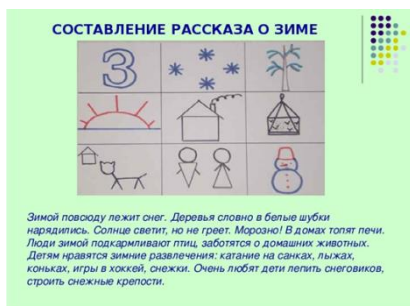 СОСТАВЛЕНИЕ РАССКАЗА О ЗИМЕ
З
Зимой повсюду лежит снег. Деревья словно в белые шубки
нарядились. Солнце светит, но не греет. Морозно! В домах топят печи.
Люди зимой подкармливают птиц, заботятся о домашних животных.
Детям нравятся зимние развлечения: катание на санках, лыжах,
коньках, игры в хоккей, снежки. Очень любят дети лепить снеговиков,
строить снежные крепости.